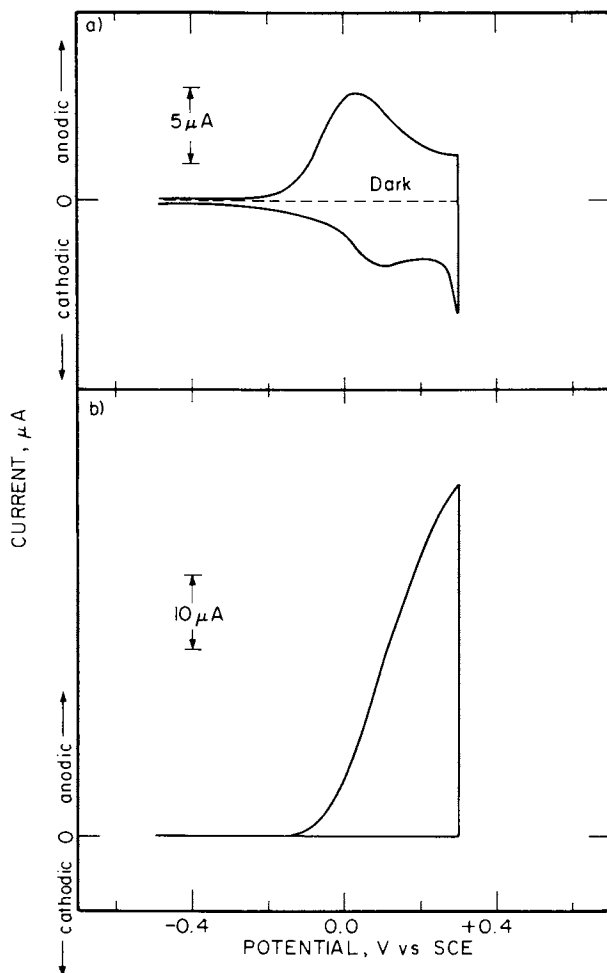 a)
anodic
5 μA
0
Dark
cathodic
b)
CURRENT, μA
10 μA
anodic
0
cathodic
-0.4
0.0
+0.4
POTENTIAL, V vs SCE